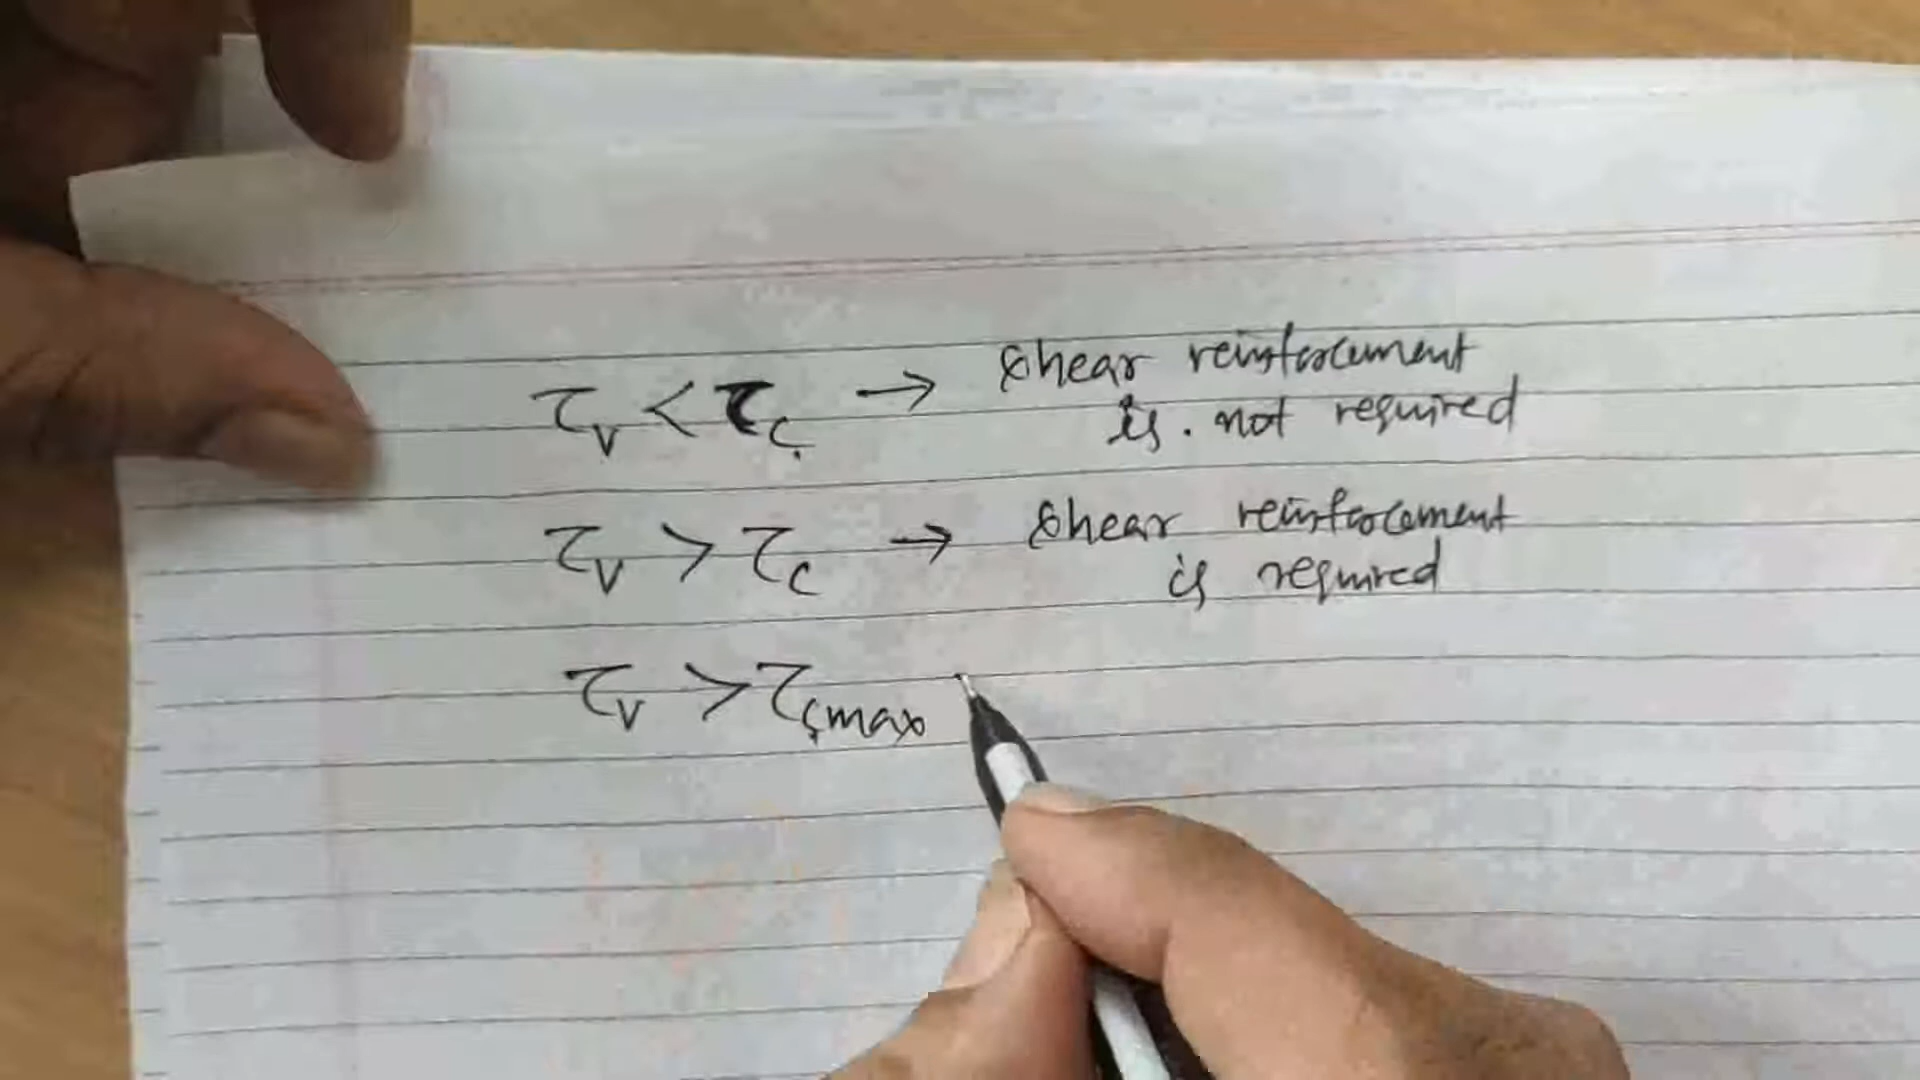 τv < τc → shear reinforcement
is. not required
τv > τc → shear reinforcement
is required
τv > τcmax